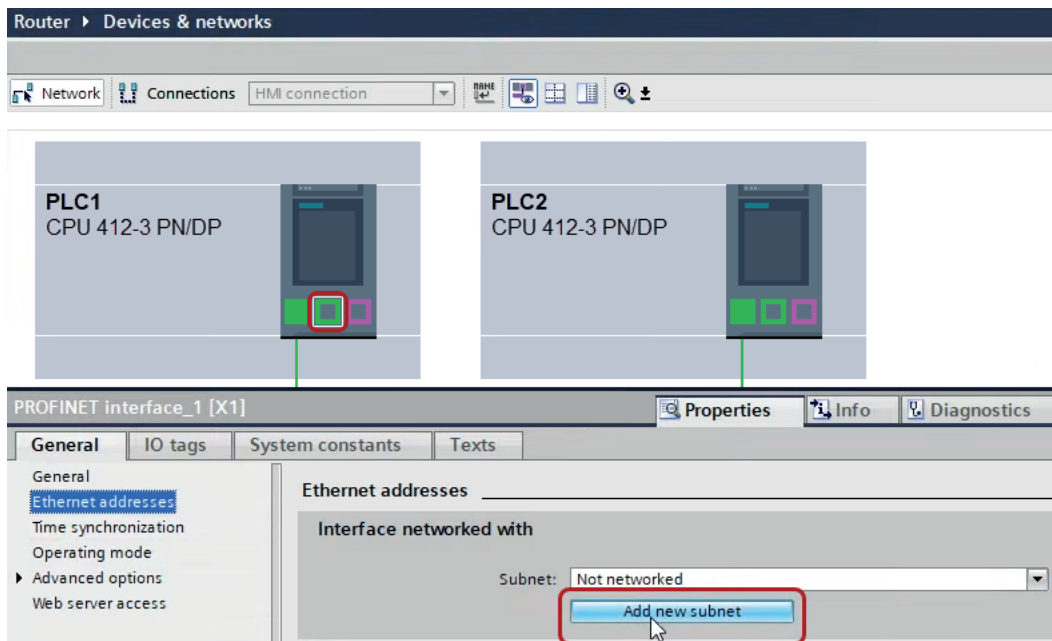 Router ▸ Devices & networks
Network Connections HMI connection
PLC1
CPU 412-3 PN/DP
PLC2
CPU 412-3 PN/DP
PROFINET interface_1 [X1] Properties Info Diagnostics
General IO tags System constants Texts
General
Ethernet addresses
Time synchronization
Operating mode
Advanced options
Web server access
Ethernet addresses
Interface networked with
Subnet: Not networked
Add new subnet